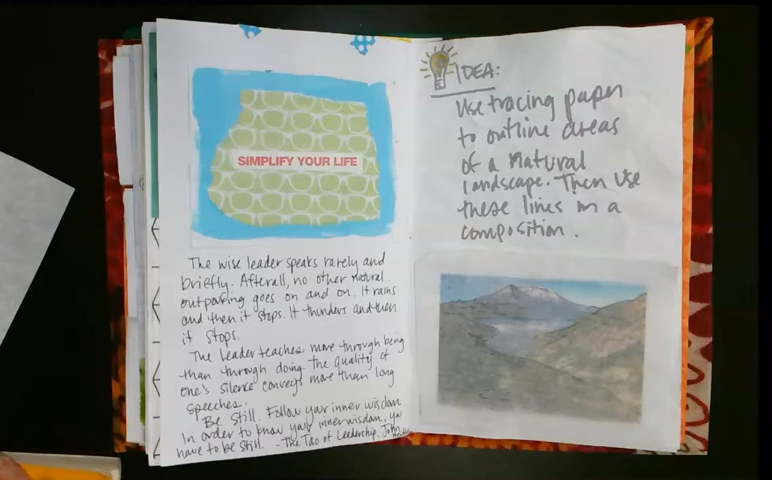 SIMPLIFY YOUR LIFE
The wise leader speaks rarely and
briefly. Afterall, no other natural
outpouring goes on and on. It rains
and then it stops. It thunders and then
it stops.
The leader teaches more through being
than through doing. The quality of
one's silence conveys more than long
speeches.
Be still. Follow your inner wisdom.
In order to know your inner wisdom, you
have to be still. - The Tao of Leadership, John
IDEA:
Use tracing paper
to outline areas
of a Natural
landscape. Then use
these lines in a
composition.